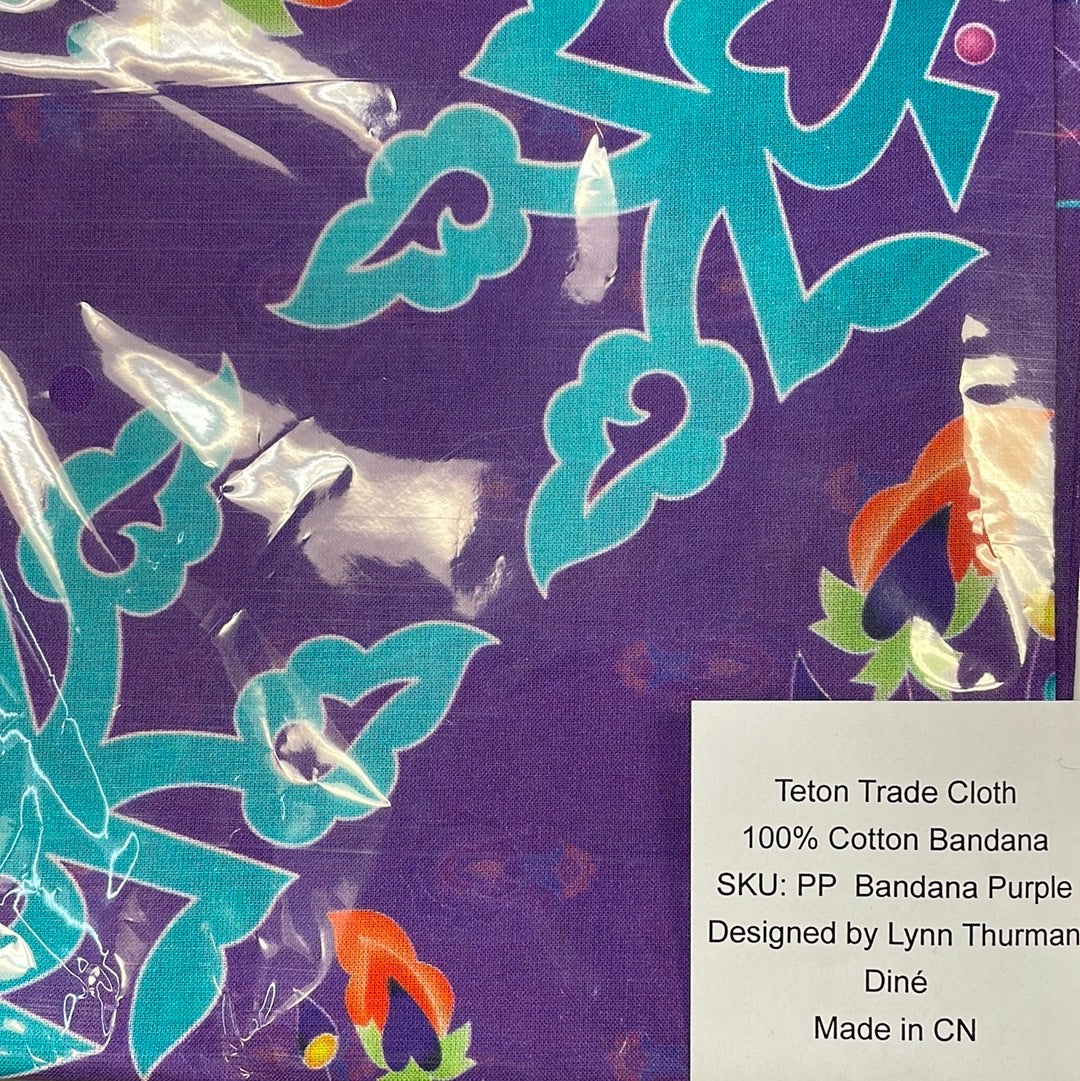 Teton Trade Cloth
100% Cotton Bandana
SKU: PP  Bandana Purple
Designed by Lynn Thurman
Diné
Made in CN